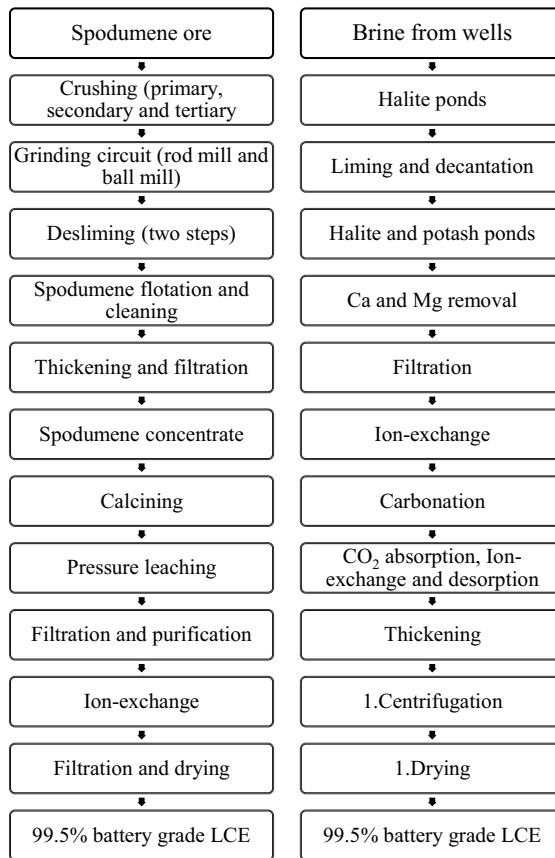 Spodumene ore
Crushing (primary,
secondary and tertiary
Grinding circuit (rod mill and
ball mill)
Desliming (two steps)
Spodumene flotation and
cleaning
Thickening and filtration
Spodumene concentrate
Calcining
Pressure leaching
Filtration and purification
Ion-exchange
Filtration and drying
99.5% battery grade LCE
Brine from wells
Halite ponds
Liming and decantation
Halite and potash ponds
Ca and Mg removal
Filtration
Ion-exchange
Carbonation
CO₂ absorption, Ion-
exchange and desorption
Thickening
1.Centrifugation
1.Drying
99.5% battery grade LCE